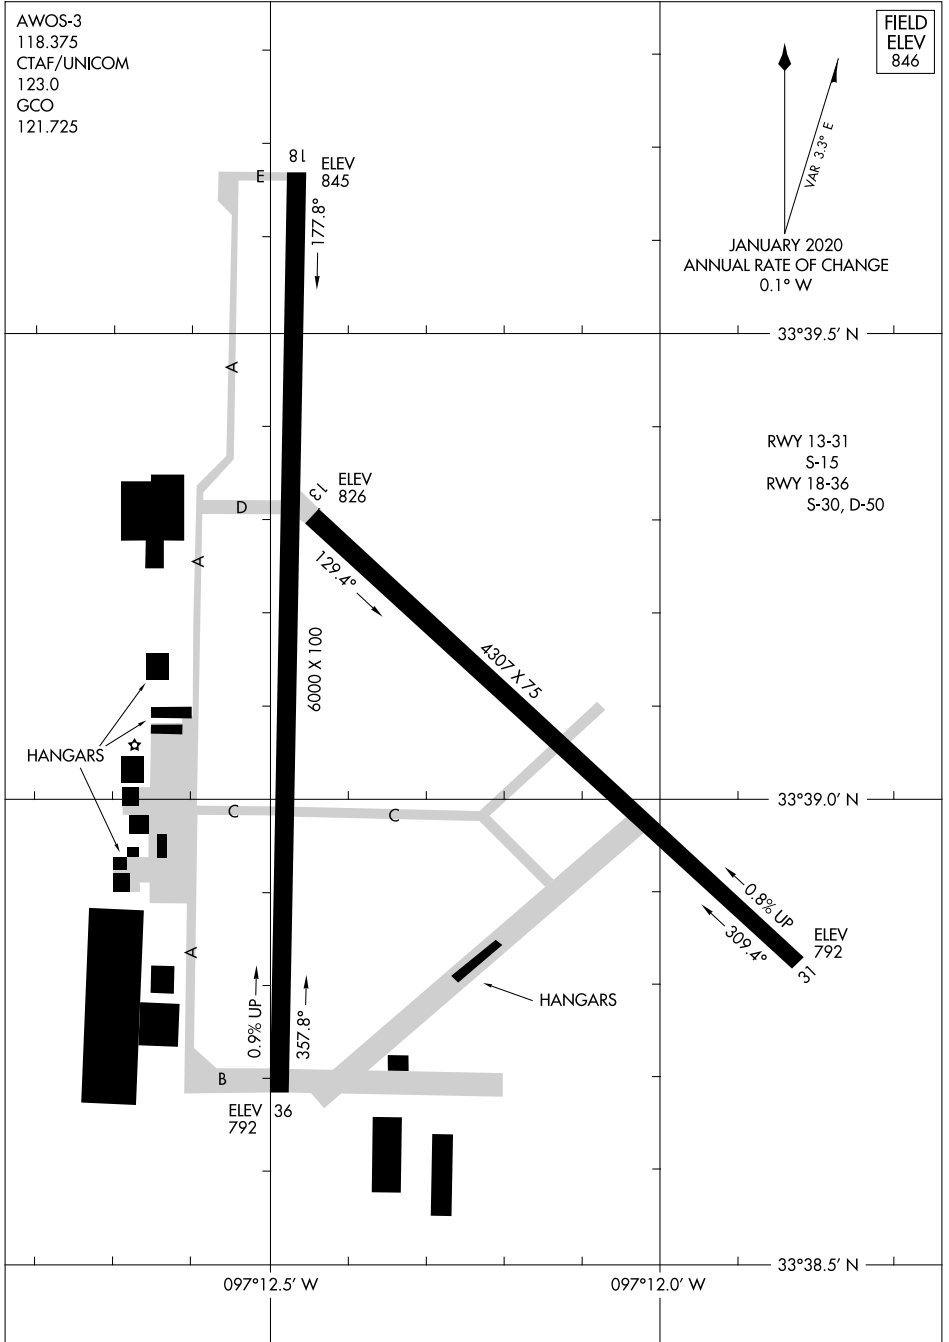 AWOS-3
118.375
CTAF/UNICOM
123.0
GCO
121.725
FIELD
ELEV
846
VAR 3.3° E
JANUARY 2020
ANNUAL RATE OF CHANGE
0.1° W
18
ELEV
845
E
177.8°
33°39.5' N
A
RWY 13-31
S-15
RWY 18-36
S-30, D-50
13
ELEV
826
D
A
129.4°
6000 X 100
4307 X 75
HANGARS
C
C
33°39.0' N
0.8% UP
309.4°
ELEV
792
31
A
HANGARS
0.9% UP
357.8°
B
ELEV
792
36
33°38.5' N
097°12.5' W
097°12.0' W